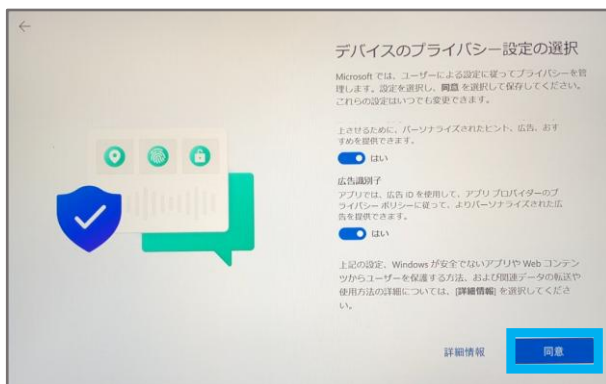 デバイスのプライバシー設定の選択
Microsoft では、ユーザーによる設定に従ってプライバシーを管
理します。設定を選択し、同意 を選択して保存してください。
これらの設定はいつでも変更できます。
上させるために、パーソナライズされたヒント、広告、おす
すめを提供できます。
はい
広告識別子
アプリでは、広告 ID を使用して、アプリ プロバイダーのプ
ライバシー ポリシーに従って、よりパーソナライズされた広
告を提供できます。
はい
上記の設定、Windows が安全でないアプリや Web コンテン
ツからユーザーを保護する方法、および関連データの転送や
使用方法の詳細については、[詳細情報] を選択してくださ
い。
詳細情報
同意